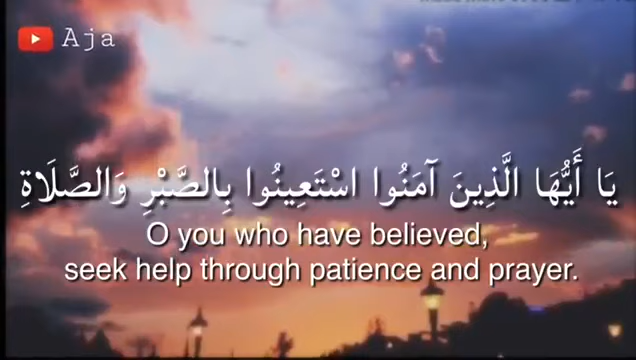 Aja
يَا أَيُّهَا الَّذِينَ آمَنُوا اسْتَعِينُوا بِالصَّبْرِ وَالصَّلَاةِ
O you who have believed,
seek help through patience and prayer.